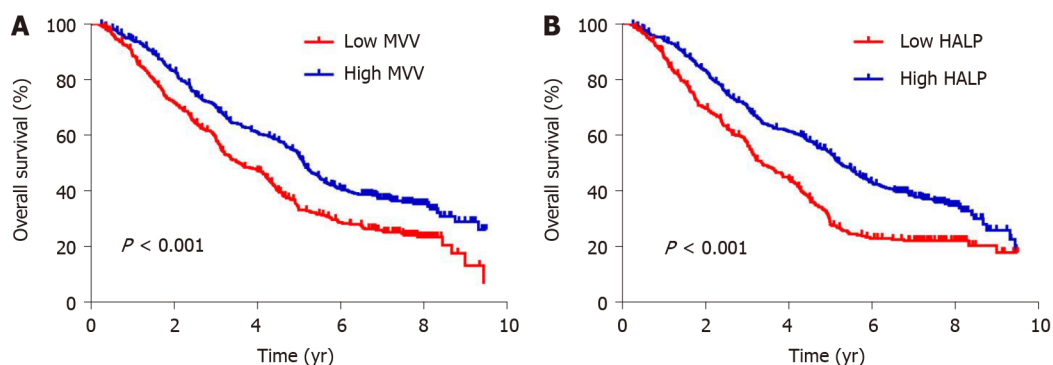 A
Low MVV
High MVV
Overall survival (%)
100
80
60
40
20
0
P < 0.001
0 2 4 6 8 10
Time (yr)
B
Low HALP
High HALP
Overall survival (%)
100
80
60
40
20
0
P < 0.001
0 2 4 6 8 10
Time (yr)